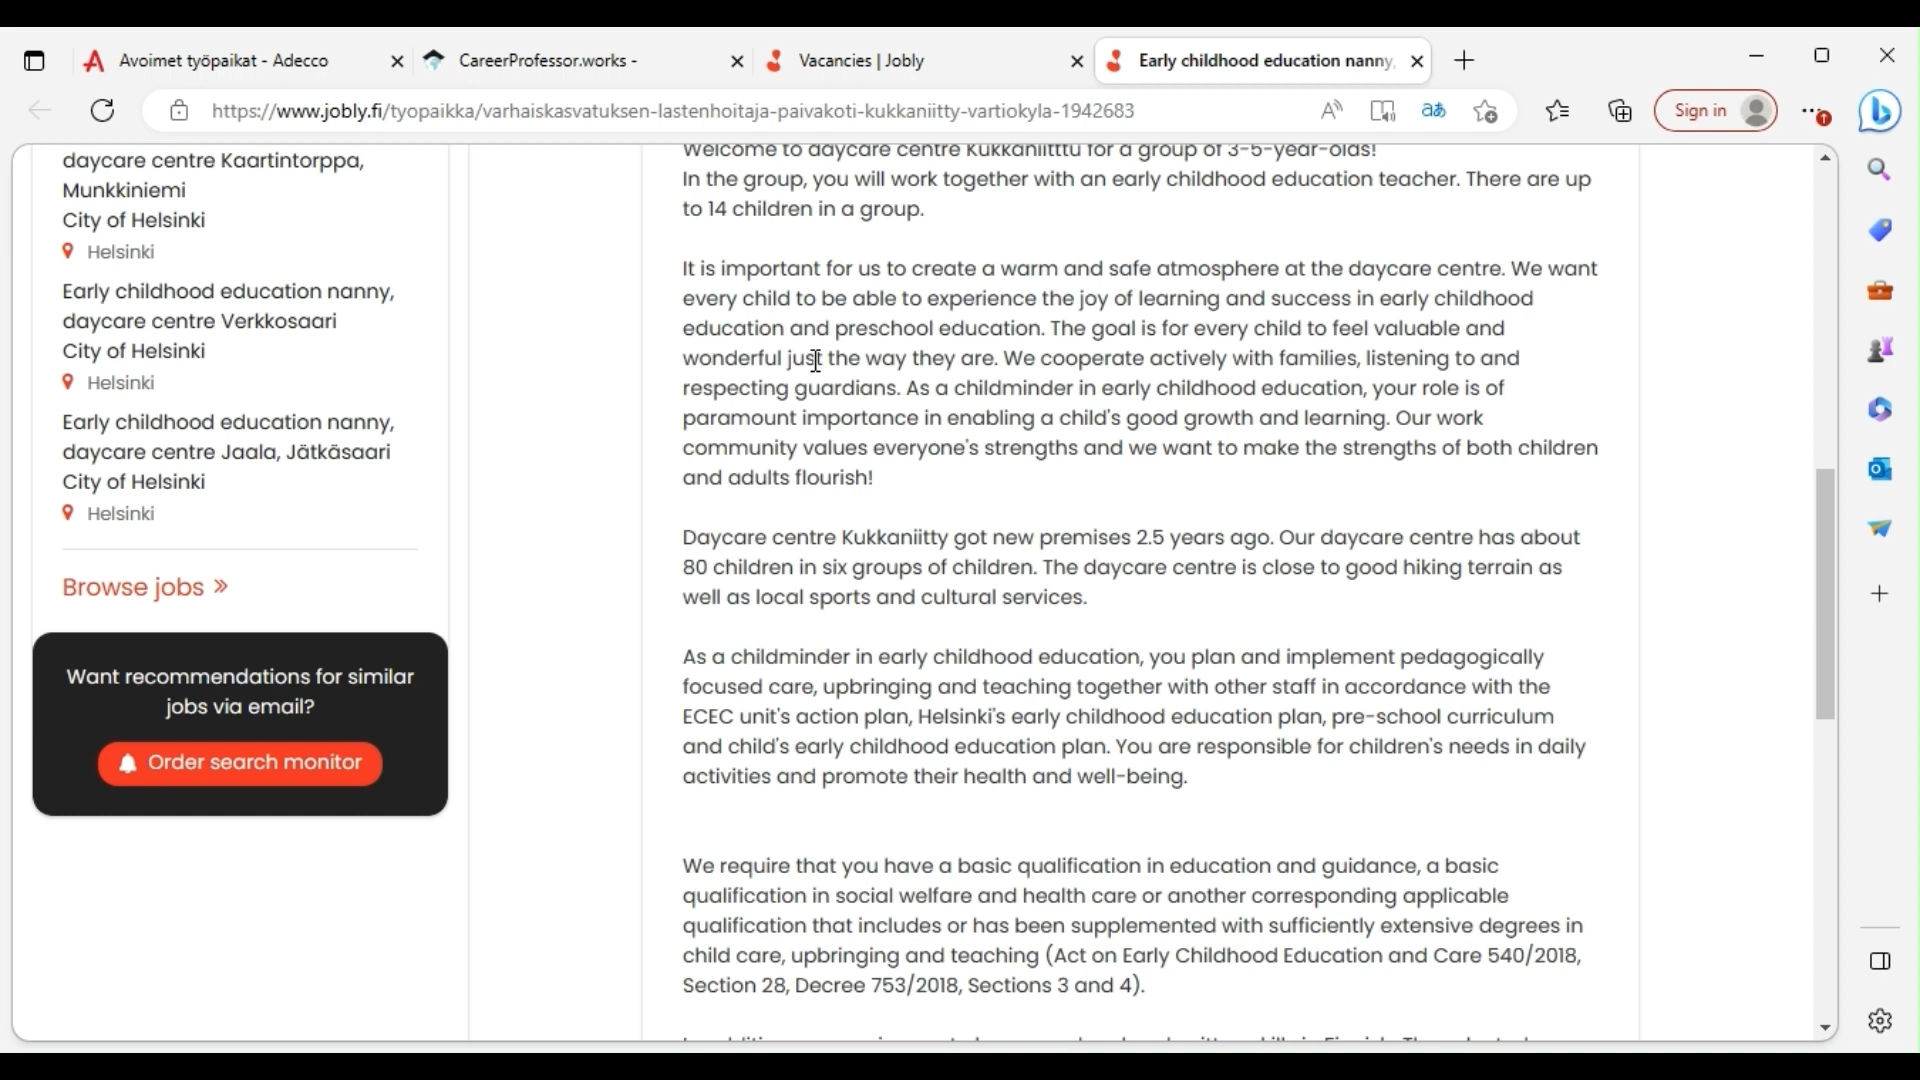 Avoimet työpaikat - Adecco
CareerProfessor.works -
Vacancies | Jobly
Early childhood education nanny,
https://www.jobly.fi/tyopaikka/varhaiskasvatuksen-lastenhoitaja-paivakoti-kukkaniitty-vartiokyla-1942683
Sign in
daycare centre Kaartintorppa,
Munkkiniemi
City of Helsinki
Helsinki
Early childhood education nanny,
daycare centre Verkkosaari
City of Helsinki
Helsinki
Early childhood education nanny,
daycare centre Jaala, Jätkäsaari
City of Helsinki
Helsinki
Browse jobs »
Want recommendations for similar
jobs via email?
Order search monitor
Welcome to daycare centre Kukkaniitttu for a group of 3-5-year-olds!
In the group, you will work together with an early childhood education teacher. There are up
to 14 children in a group.
It is important for us to create a warm and safe atmosphere at the daycare centre. We want
every child to be able to experience the joy of learning and success in early childhood
education and preschool education. The goal is for every child to feel valuable and
wonderful just the way they are. We cooperate actively with families, listening to and
respecting guardians. As a childminder in early childhood education, your role is of
paramount importance in enabling a child's good growth and learning. Our work
community values everyone's strengths and we want to make the strengths of both children
and adults flourish!
Daycare centre Kukkaniitty got new premises 2.5 years ago. Our daycare centre has about
80 children in six groups of children. The daycare centre is close to good hiking terrain as
well as local sports and cultural services.
As a childminder in early childhood education, you plan and implement pedagogically
focused care, upbringing and teaching together with other staff in accordance with the
ECEC unit's action plan, Helsinki's early childhood education plan, pre-school curriculum
and child's early childhood education plan. You are responsible for children's needs in daily
activities and promote their health and well-being.
We require that you have a basic qualification in education and guidance, a basic
qualification in social welfare and health care or another corresponding applicable
qualification that includes or has been supplemented with sufficiently extensive degrees in
child care, upbringing and teaching (Act on Early Childhood Education and Care 540/2018,
Section 28, Decree 753/2018, Sections 3 and 4).